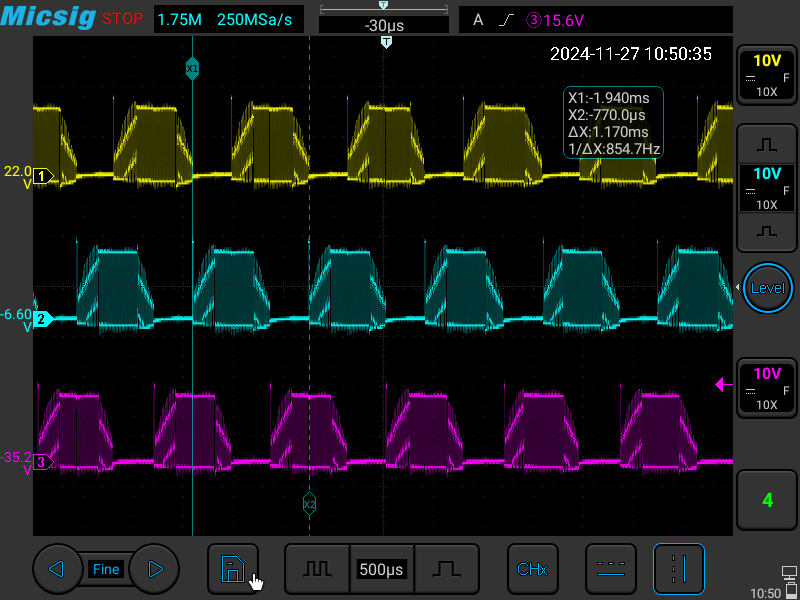 Micsig STOP 1.75M 250MSa/s -30µs A ③15.6V
T
2024-11-27 10:50:35
X1
X1:-1.940ms
X2:-770.0µs
ΔX:1.170ms
1/ΔX:854.7Hz
10V
F
10X
22.0
V
1
10V
F
10X
Level
-6.60
V
2
10V
F
10X
-35.2
V
3
X2
4
Fine
500µs
CHx
10:50